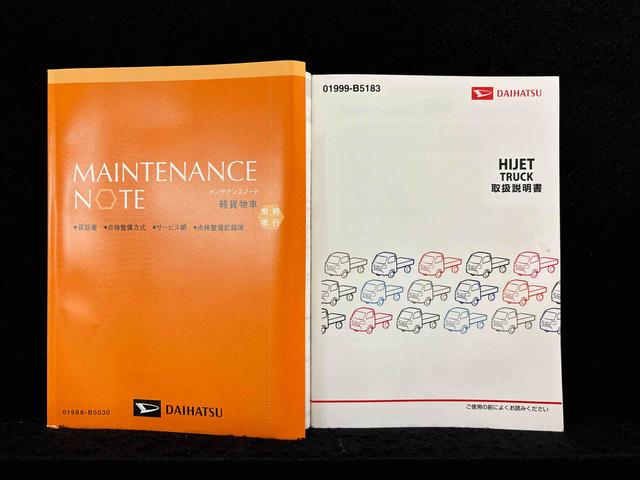 MAINTENANCE
NOTE
メンテナンスノート
軽貨物車
常時
携行
●保証書 ●点検整備方式 ●サービス網 ●点検整備記録簿
01989-B5030
DAIHATSU
01999-B5183
DAIHATSU
HIJET
TRUCK
取扱説明書
ご使用の前によくお読みください